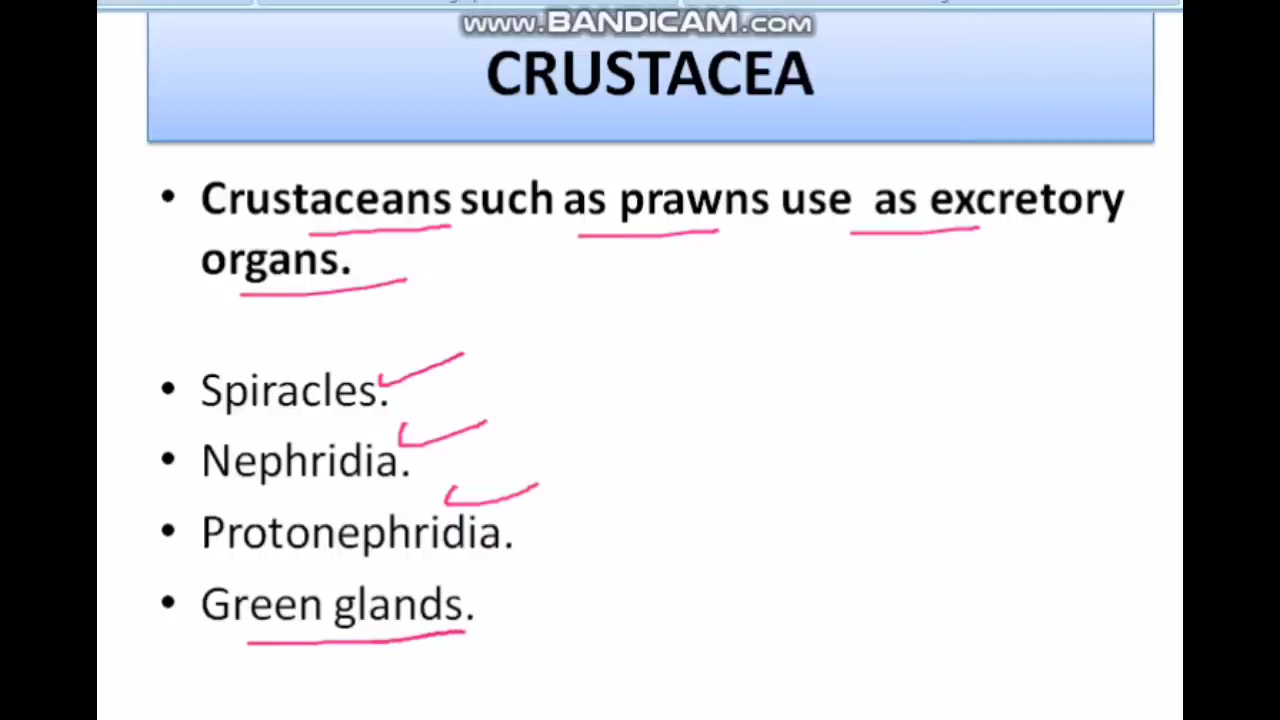 www.BANDICAM.com
CRUSTACEA
• Crustaceans such as prawns use as excretory
organs.
• Spiracles.
• Nephridia.
• Protonephridia.
• Green glands.